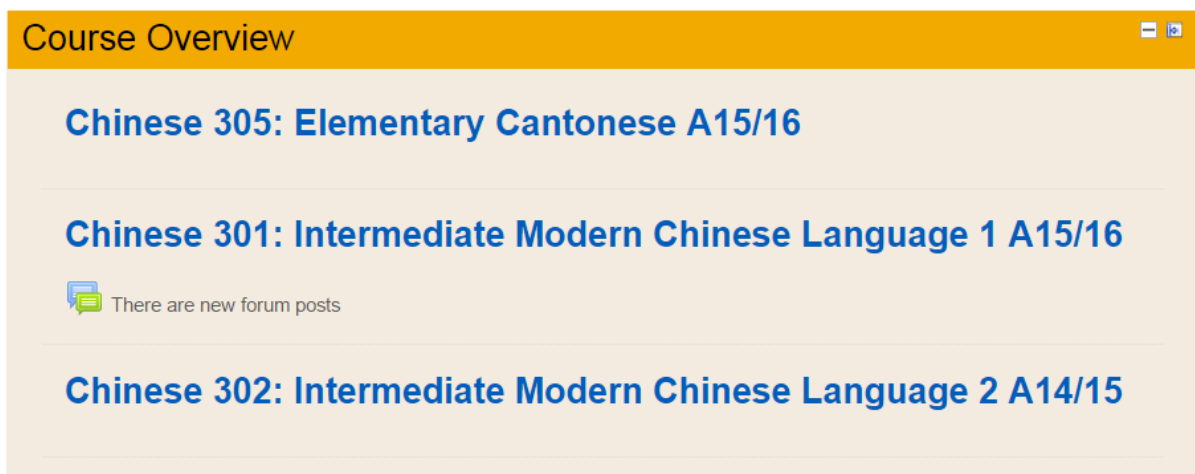 Course Overview
Chinese 305: Elementary Cantonese A15/16
Chinese 301: Intermediate Modern Chinese Language 1 A15/16
There are new forum posts
Chinese 302: Intermediate Modern Chinese Language 2 A14/15